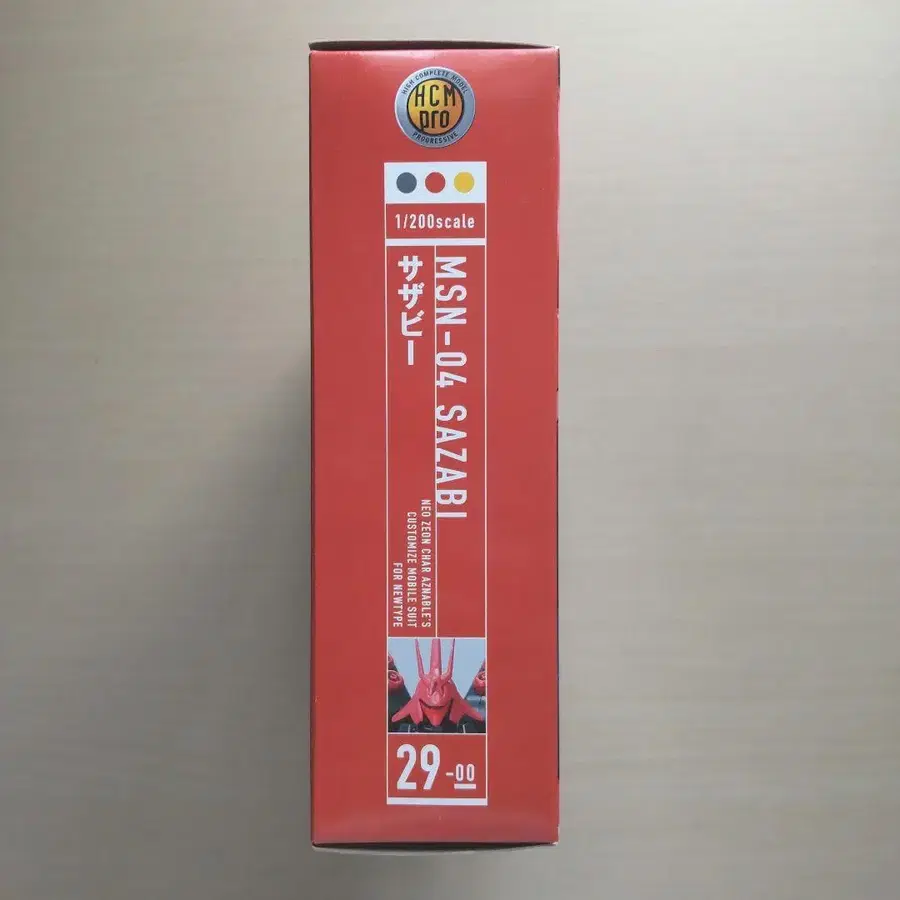 HIGH COMPLETE MODEL
HCM
pro
PROGRESSIVE
1/200scale
MSN-04 SAZABI
サザビー
NEO ZEON CHAR AZNABLE'S
CUSTOMIZE MOBILE SUIT
FOR NEWTYPE
29-00